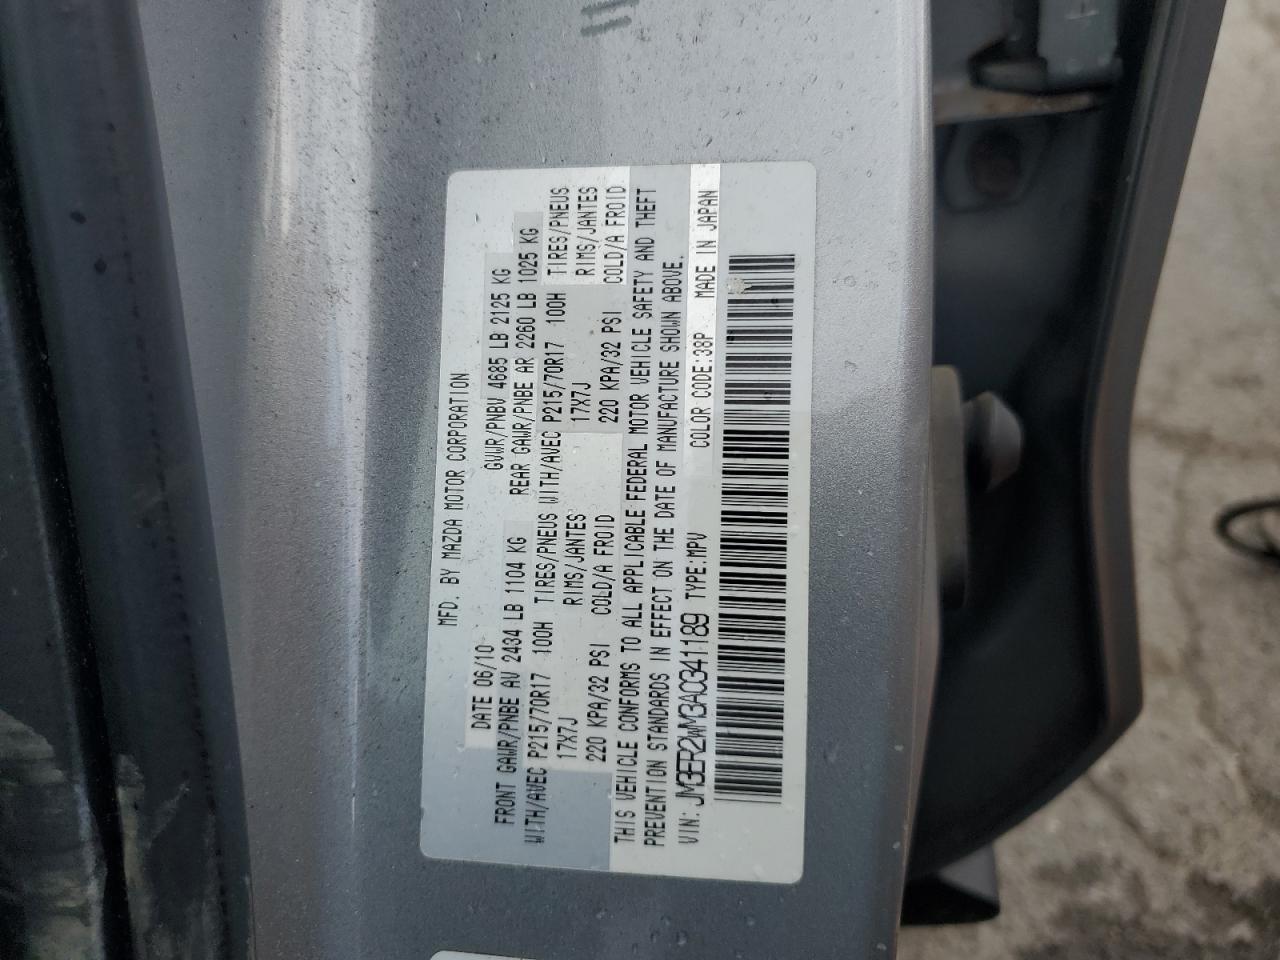 MFD. BY MAZDA MOTOR CORPORATION
DATE 06/10 GVWR/PNBV 4685 LB 2125 KG
FRONT GAWR/PNBE AV 2434 LB 1104 KG REAR GAWR/PNBE AR 2260 LB 1025 KG
WITH/AVEC P215/70R17 100H TIRES/PNEUS WITH/AVEC P215/70R17 100H TIRES/PNEUS
17X7J RIMS/JANTES 17X7J RIMS/JANTES
220 KPA/32 PSI COLD/A FROID 220 KPA/32 PSI COLD/A FROID
THIS VEHICLE CONFORMS TO ALL APPLICABLE FEDERAL MOTOR VEHICLE SAFETY AND THEFT
PREVENTION STANDARDS IN EFFECT ON THE DATE OF MANUFACTURE SHOWN ABOVE.
VIN: JM3ER2WM3A0341189 TYPE:MPV COLOR CODE:38P MADE IN JAPAN